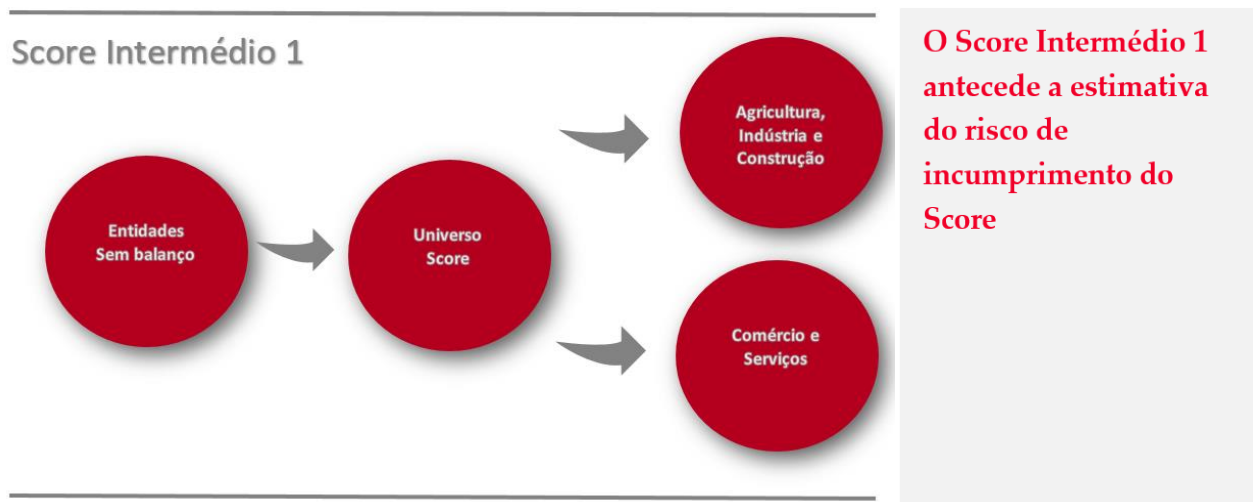 Score Intermédio 1
Entidades
Sem balanço
Universo
Score
Agricultura,
Indústria e
Construção
Comércio e
Serviços
O Score Intermédio 1
antecede a estimativa
do risco de
incumprimento do
Score